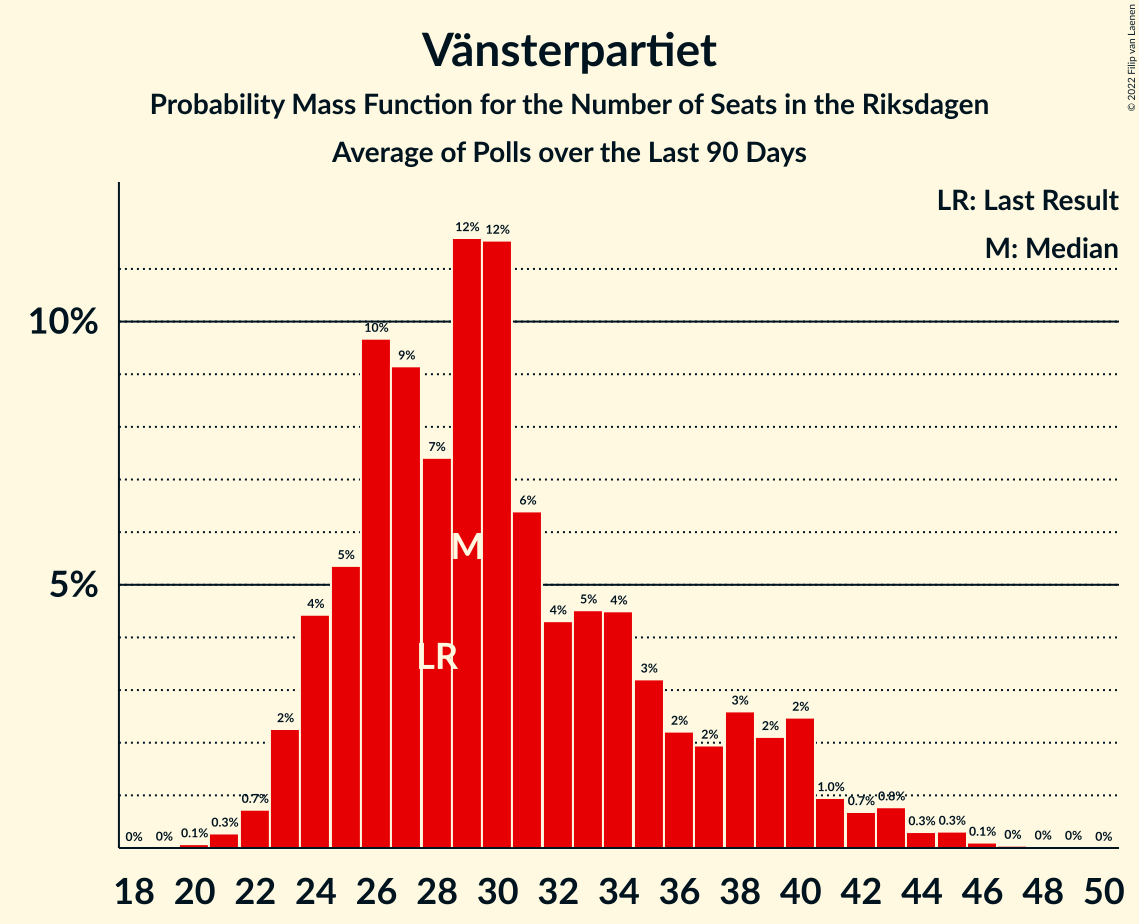 Vänsterpartiet
Probability Mass Function for the Number of Seats in the Riksdagen
Average of Polls over the Last 90 Days
© 2022 Filip van Laenen
LR: Last Result
M: Median
10%
5%
0% 0% 0.1% 0.3% 0.7% 2% 4% 5% 10% 9% 7% 12% 12% 6% 4% 5% 4% 3% 2% 2% 3% 2% 2% 1.0% 0.7% 0.8% 0.3% 0.3% 0.1% 0% 0% 0% 0%
M
LR
18 20 22 24 26 28 30 32 34 36 38 40 42 44 46 48 50